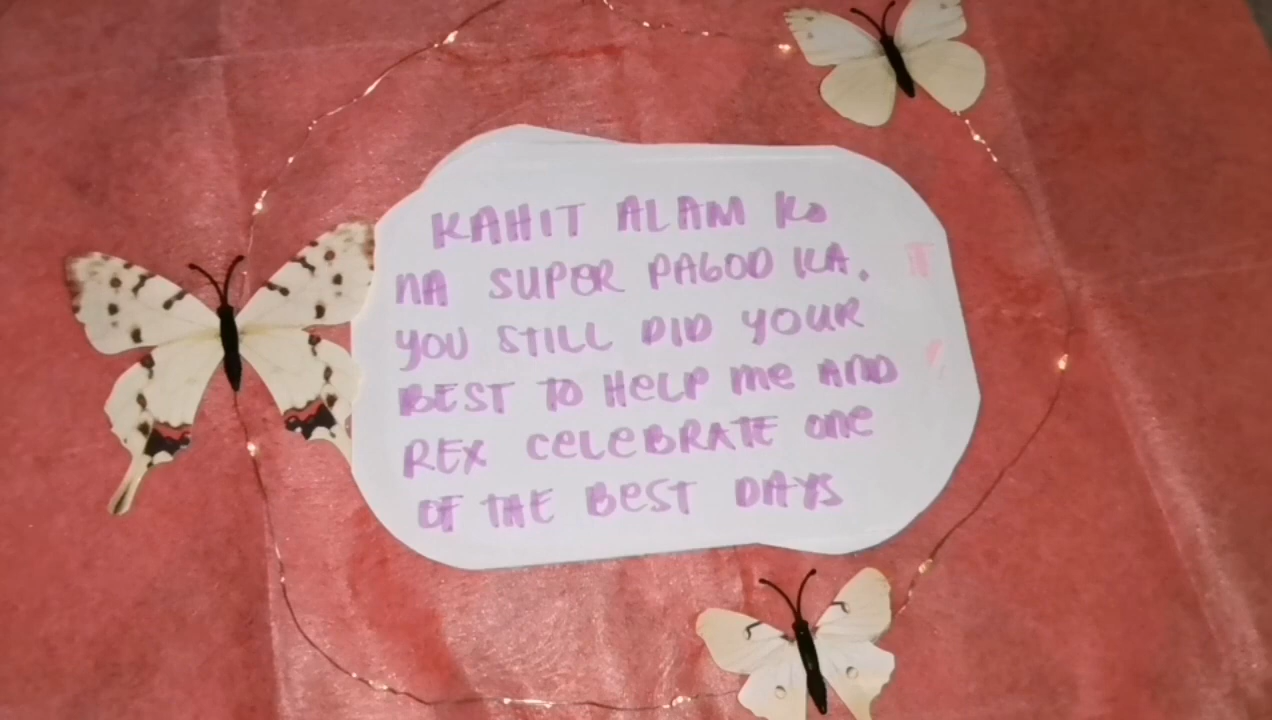 KAHIT ALAM KO
NA SUPER PAGOD KA.
YOU STILL DID YOUR
BEST TO HELP me AND
REX CeLeBRATE one
OF THE BeST DAYS